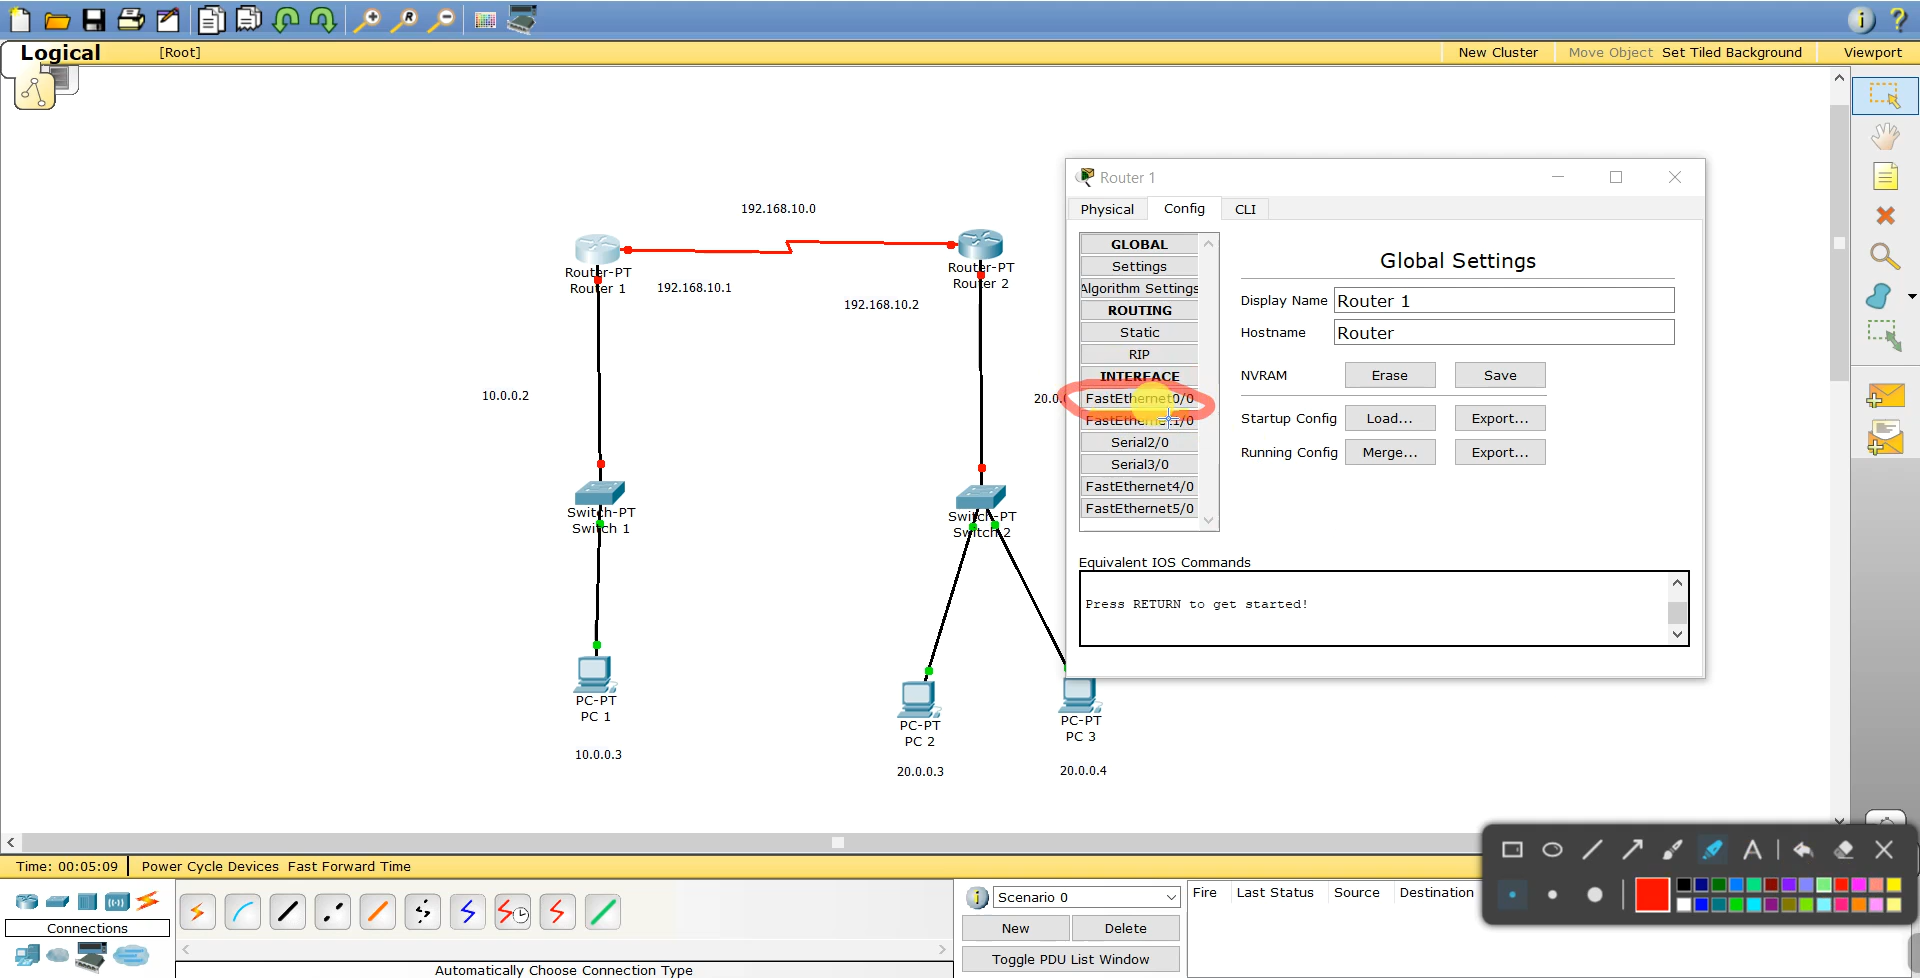 Logical
[Root]
New Cluster
Move Object
Set Tiled Background
Viewport
192.168.10.0
Router-PT
Router 1
192.168.10.1
Router-PT
Router 2
192.168.10.2
10.0.0.2
20.0.0
Switch-PT
Switch 1
Switch-PT
Switch 2
PC-PT
PC 1
10.0.0.3
PC-PT
PC 2
20.0.0.3
PC-PT
PC 3
20.0.0.4
Router 1
Physical
Config
CLI
GLOBAL
Settings
Algorithm Settings
ROUTING
Static
RIP
INTERFACE
FastEthernet0/0
FastEthernet1/0
Serial2/0
Serial3/0
FastEthernet4/0
FastEthernet5/0
Global Settings
Display Name Router 1
Hostname Router
NVRAM Erase Save
Startup Config Load... Export...
Running Config Merge... Export...
Equivalent IOS Commands
Press RETURN to get started!
Time: 00:05:09
Power Cycle Devices Fast Forward Time
Connections
Automatically Choose Connection Type
Scenario 0
New
Delete
Toggle PDU List Window
Fire
Last Status
Source
Destination